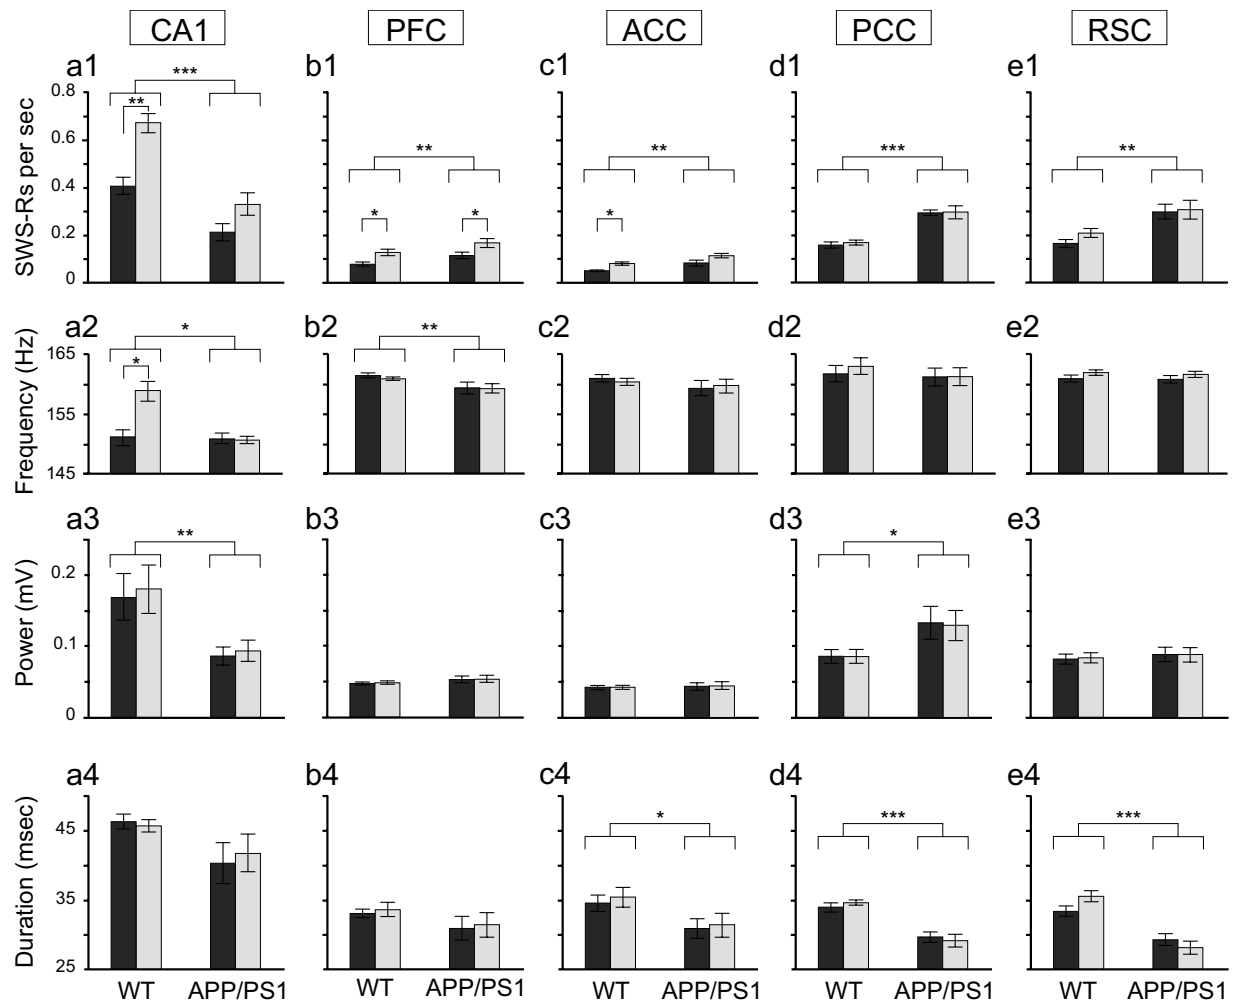 CA1 PFC ACC PCC RSC
a1 b1 c1 d1 e1
SWS-Rs per sec
0.8
0.6
0.4
0.2
0
*** **
** * *
** *
***
**
a2 b2 c2 d2 e2
Frequency (Hz)
165
155
145
* *
**
a3 b3 c3 d3 e3
Power (mV)
0.2
0.1
0
**
*
a4 b4 c4 d4 e4
Duration (msec)
45
35
25
*
***
***
WT APP/PS1 WT APP/PS1 WT APP/PS1 WT APP/PS1 WT APP/PS1